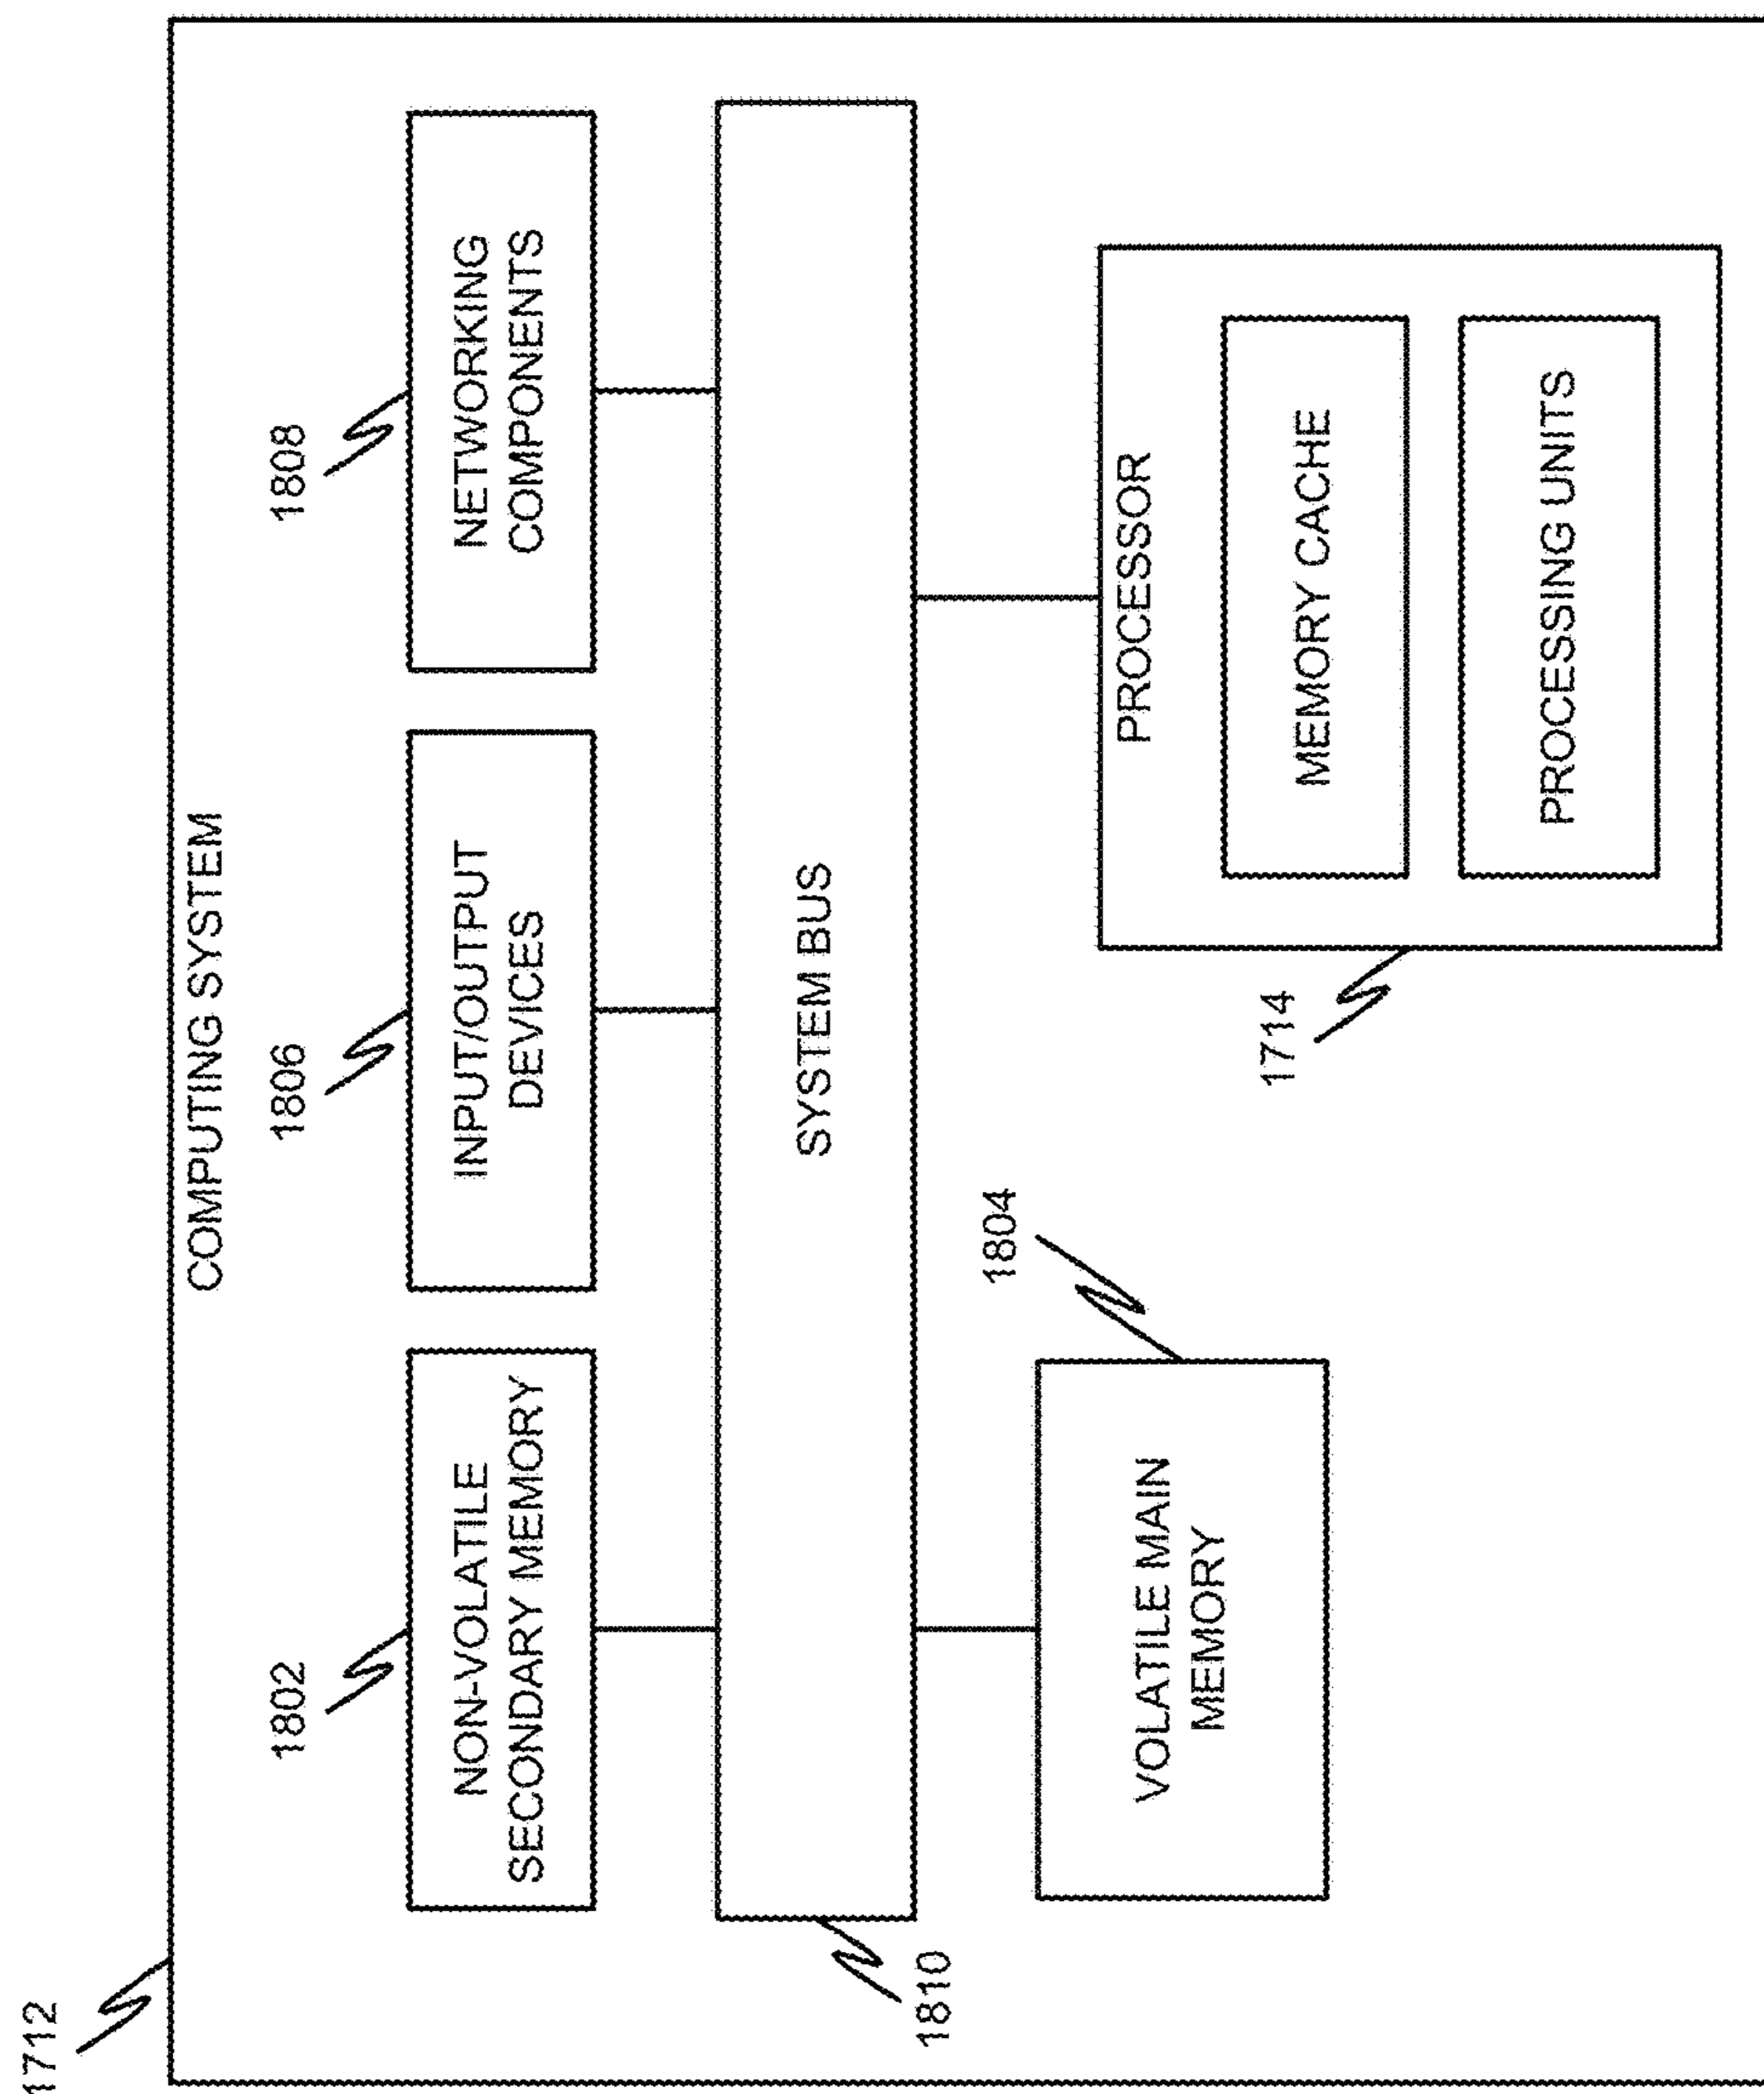 1712
COMPUTING SYSTEM
1802
1806
1808
NON-VOLATILE
SECONDARY MEMORY
INPUT/OUTPUT
DEVICES
NETWORKING
COMPONENTS
SYSTEM BUS
1810
1804
VOLATILE MAIN
MEMORY
1714
PROCESSOR
MEMORY CACHE
PROCESSING UNITS